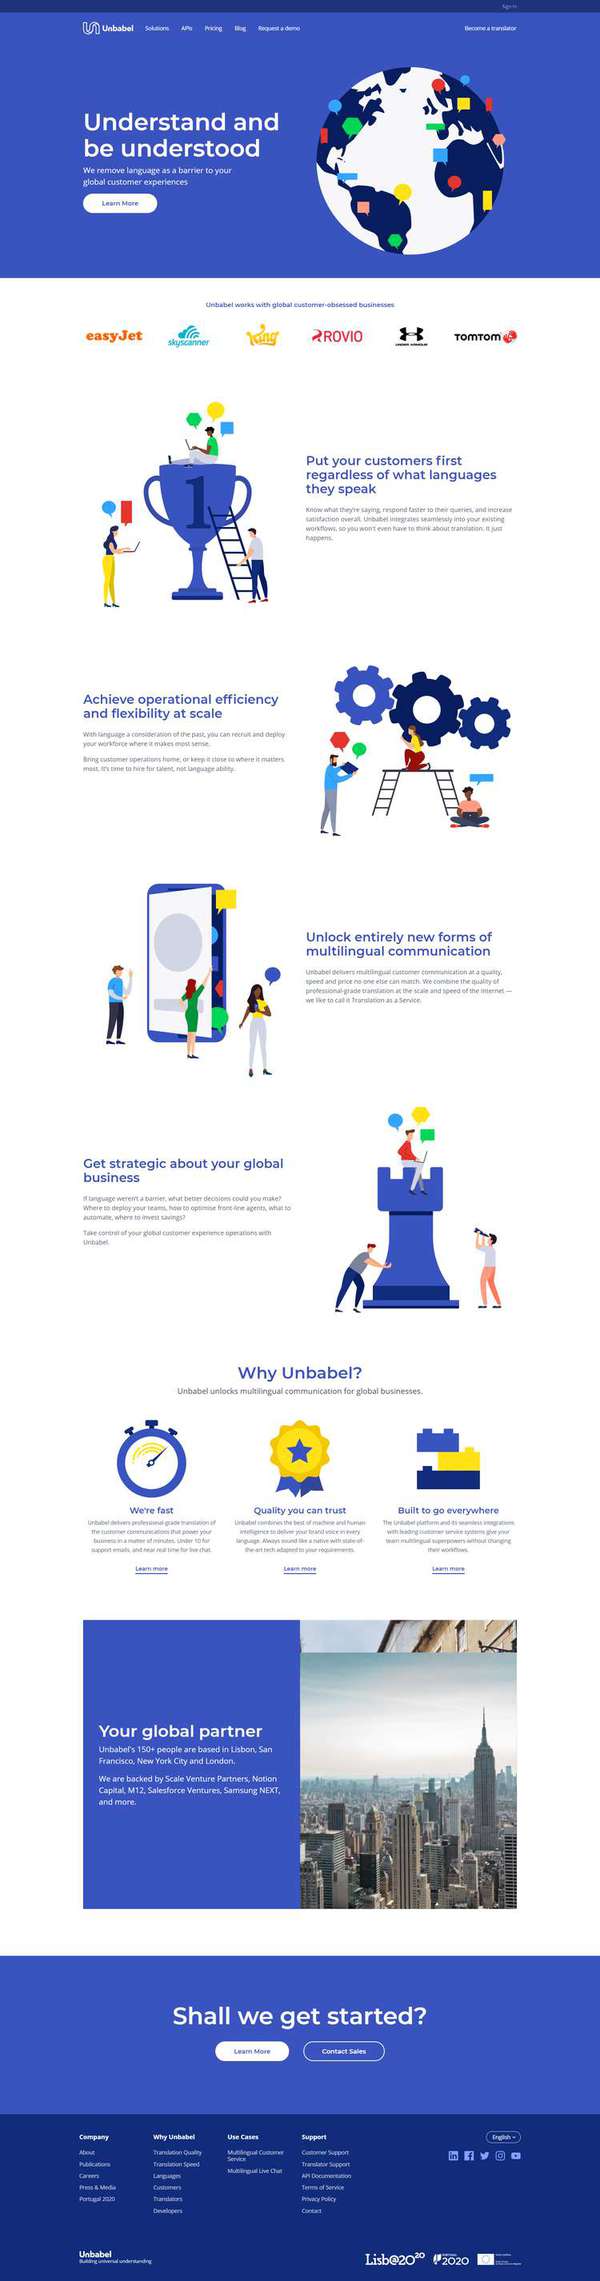 Sign In
Unbabel
Solutions
APIs
Pricing
Blog
Request a demo
Become a translator
Understand and
be understood
We remove language as a barrier to your
global customer experiences
Learn More
Unbabel works with global customer-obsessed businesses
easyJet
skyscanner
King
ROVIO
UNDER ARMOUR
TOMTOM
1
Put your customers first
regardless of what languages
they speak
Know what they're saying, respond faster to their queries, and increase
satisfaction overall. Unbabel integrates seamlessly into your existing
workflows, so you won't even have to think about translation. It just
happens.
Achieve operational efficiency
and flexibility at scale
With language a consideration of the past, you can recruit and deploy
your workforce where it makes most sense.
Bring customer operations home, or keep it close to where it matters
most. It's time to hire for talent, not language ability.
Unlock entirely new forms of
multilingual communication
Unbabel delivers multilingual customer communication at a quality,
speed and price no one else can match. We combine the quality of
professional-grade translation at the scale and speed of the internet —
we like to call it Translation as a Service.
Get strategic about your global
business
If language weren't a barrier, what better decisions could you make?
Where to deploy your teams, how to optimise front-line agents, what to
automate, where to invest savings?
Take control of your global customer experience operations with
Unbabel.
Why Unbabel?
Unbabel unlocks multilingual communication for global businesses.
We're fast
Unbabel delivers professional-grade translation of
the customer communications that power your
business in a matter of minutes. Under 10 for
support emails, and near real time for live chat.
Learn more
Quality you can trust
Unbabel combines the best of machine and human
intelligence to deliver your brand voice in every
language. Always sound like a native with state-of-
the-art tech adapted to your requirements.
Learn more
Built to go everywhere
The Unbabel platform and its seamless integrations
with leading customer service systems give your
team multilingual superpowers without changing
their workflows.
Learn more
Your global partner
Unbabel's 150+ people are based in Lisbon, San
Francisco, New York City and London.
We are backed by Scale Venture Partners, Notion
Capital, M12, Salesforce Ventures, Samsung NEXT,
and more.
Shall we get started?
Learn More
Contact Sales
Company
About
Publications
Careers
Press & Media
Portugal 2020
Why Unbabel
Translation Quality
Translation Speed
Languages
Customers
Translators
Developers
Use Cases
Multilingual Customer
Service
Multilingual Live Chat
Support
Customer Support
Translator Support
API Documentation
Terms of Service
Privacy Policy
Contact
English
Unbabel
Building universal understanding
Lisb@20²⁰
2020